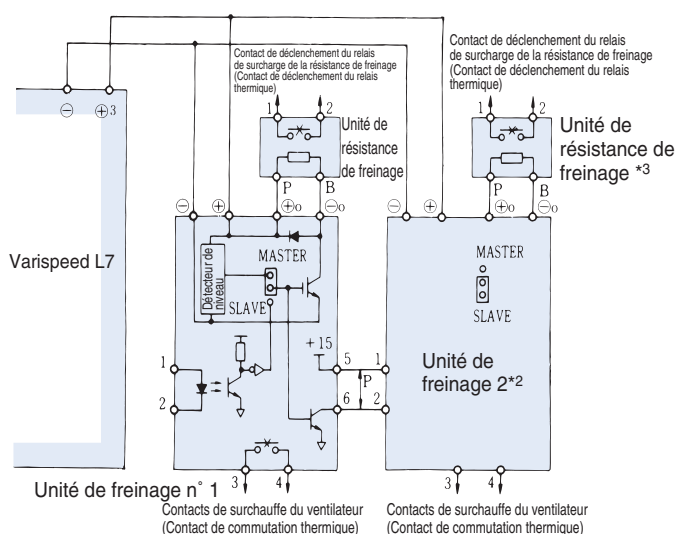 Contact de déclenchement du relais
de surcharge de la résistance de freinage
(Contact de déclenchement du relais
thermique)
Contact de déclenchement du relais
de surcharge de la résistance de freinage
(Contact de déclenchement du relais
thermique)
⊖ ⊕3
1 2
Unité de
résistance
de freinage
P B
1 2
Unité de
résistance de
freinage *3
P B
⊖ ⊕ ⊕o ⊖o
⊖ ⊕ ⊕o ⊖o
Varispeed L7
Détecteur de
niveau
MASTER
SLAVE
+15
1
2
5
6
P
3 4
MASTER
SLAVE
1
2
Unité de
freinage 2*2
3 4
Unité de freinage n° 1
Contacts de surchauffe du ventilateur
(Contact de commutation thermique)
Contacts de surchauffe du ventilateur
(Contact de commutation thermique)